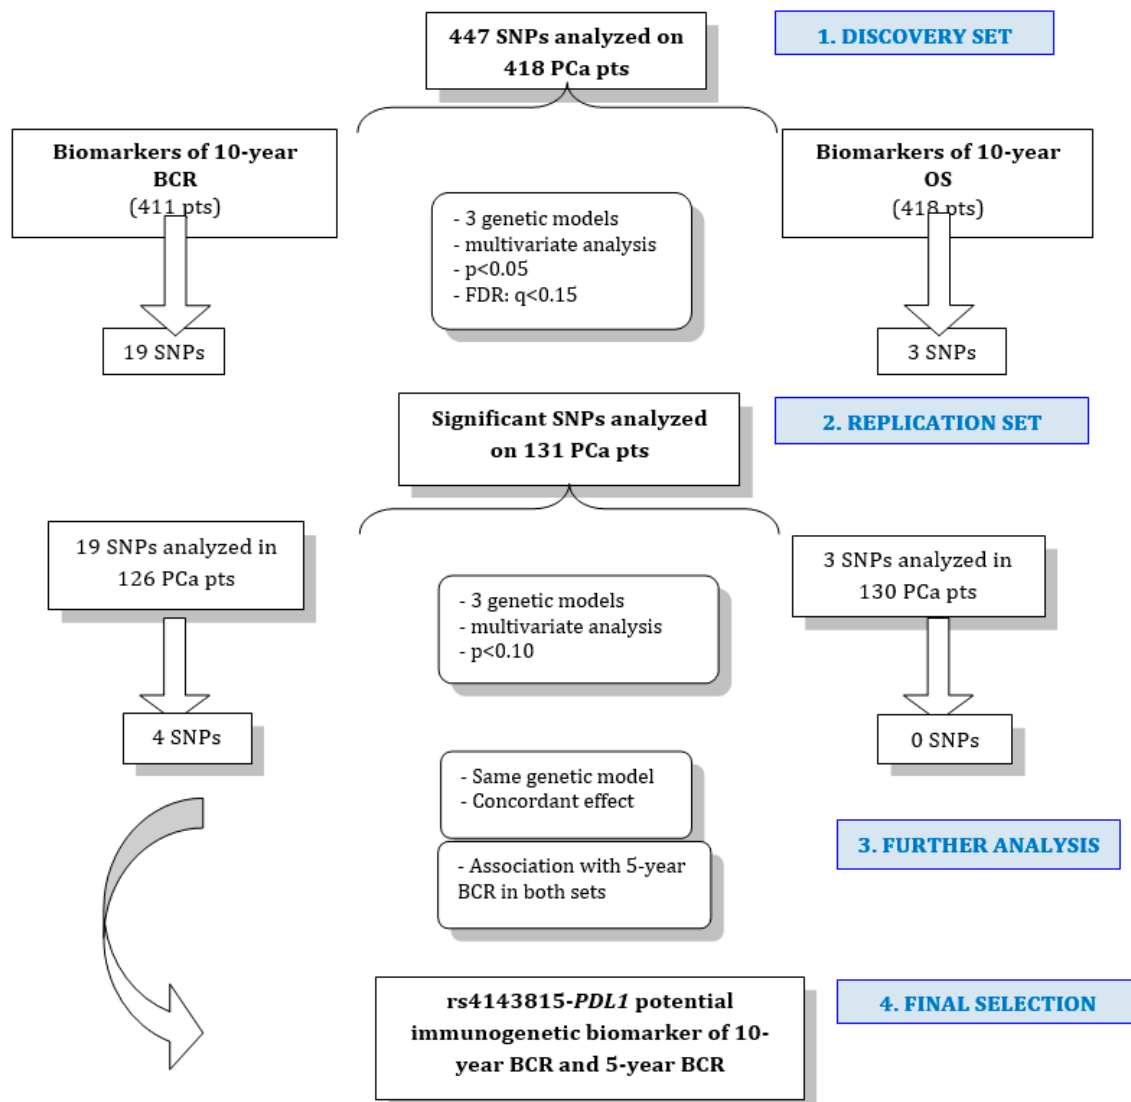 447 SNPs analyzed on
418 PCa pts
1. DISCOVERY SET
Biomarkers of 10-year
BCR
(411 pts)
Biomarkers of 10-year
OS
(418 pts)
- 3 genetic models
- multivariate analysis
- p<0.05
- FDR: q<0.15
19 SNPs
3 SNPs
Significant SNPs analyzed
on 131 PCa pts
2. REPLICATION SET
19 SNPs analyzed in
126 PCa pts
3 SNPs analyzed in
130 PCa pts
- 3 genetic models
- multivariate analysis
- p<0.10
4 SNPs
0 SNPs
- Same genetic model
- Concordant effect
3. FURTHER ANALYSIS
- Association with 5-year
BCR in both sets
rs4143815-PDL1 potential
immunogenetic biomarker of 10-
year BCR and 5-year BCR
4. FINAL SELECTION